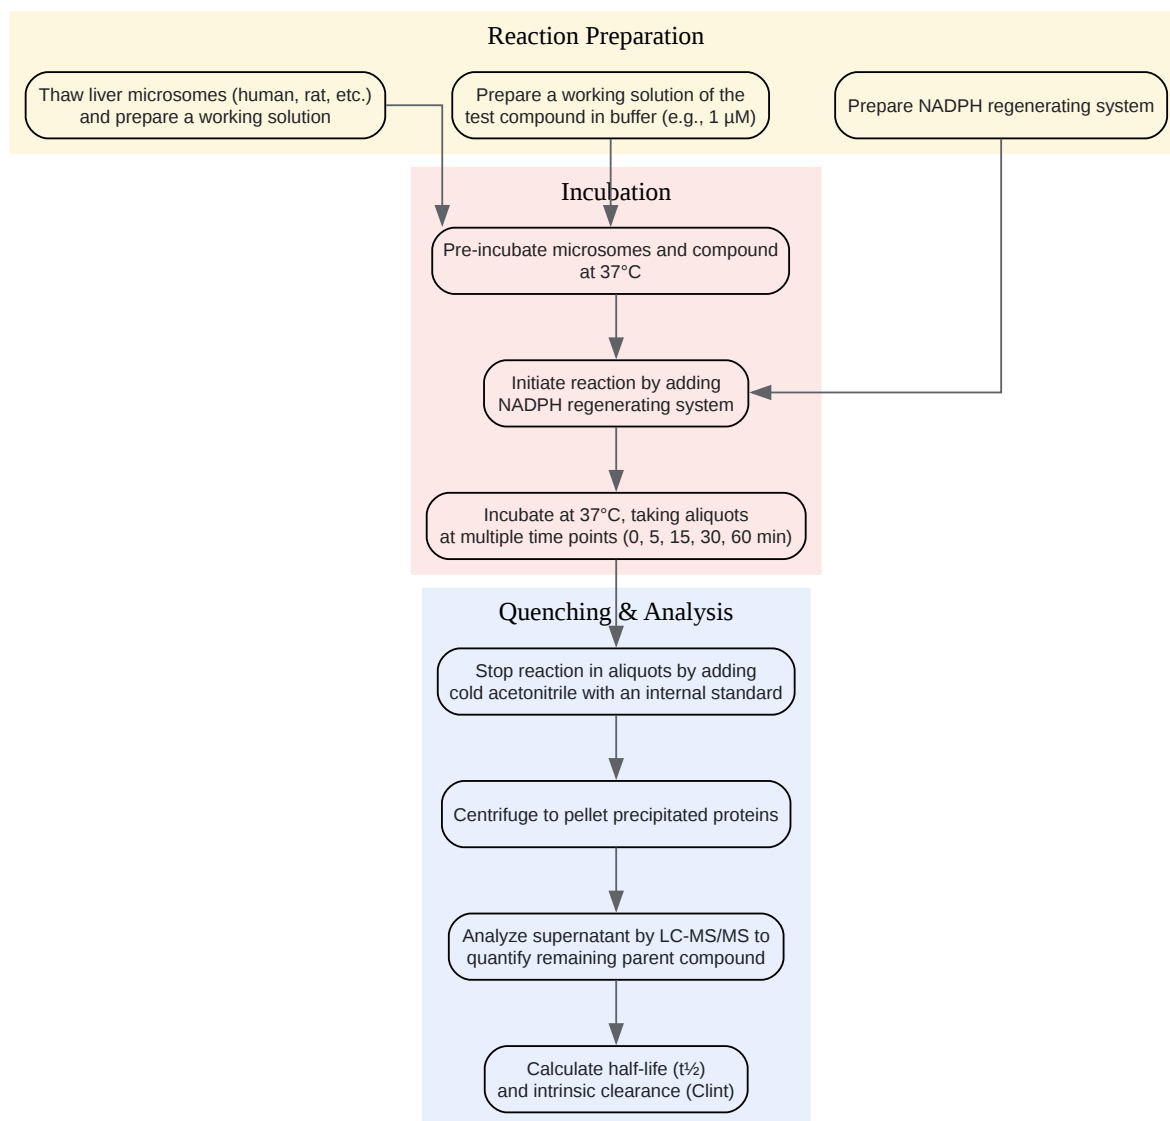 Reaction Preparation
Thaw liver microsomes (human, rat, etc.)
and prepare a working solution
Prepare a working solution of the
test compound in buffer (e.g., 1 µM)
Prepare NADPH regenerating system
Incubation
Pre-incubate microsomes and compound
at 37°C
Initiate reaction by adding
NADPH regenerating system
Incubate at 37°C, taking aliquots
at multiple time points (0, 5, 15, 30, 60 min)
Quenching & Analysis
Stop reaction in aliquots by adding
cold acetonitrile with an internal standard
Centrifuge to pellet precipitated proteins
Analyze supernatant by LC-MS/MS to
quantify remaining parent compound
Calculate half-life (t½)
and intrinsic clearance (Clint)